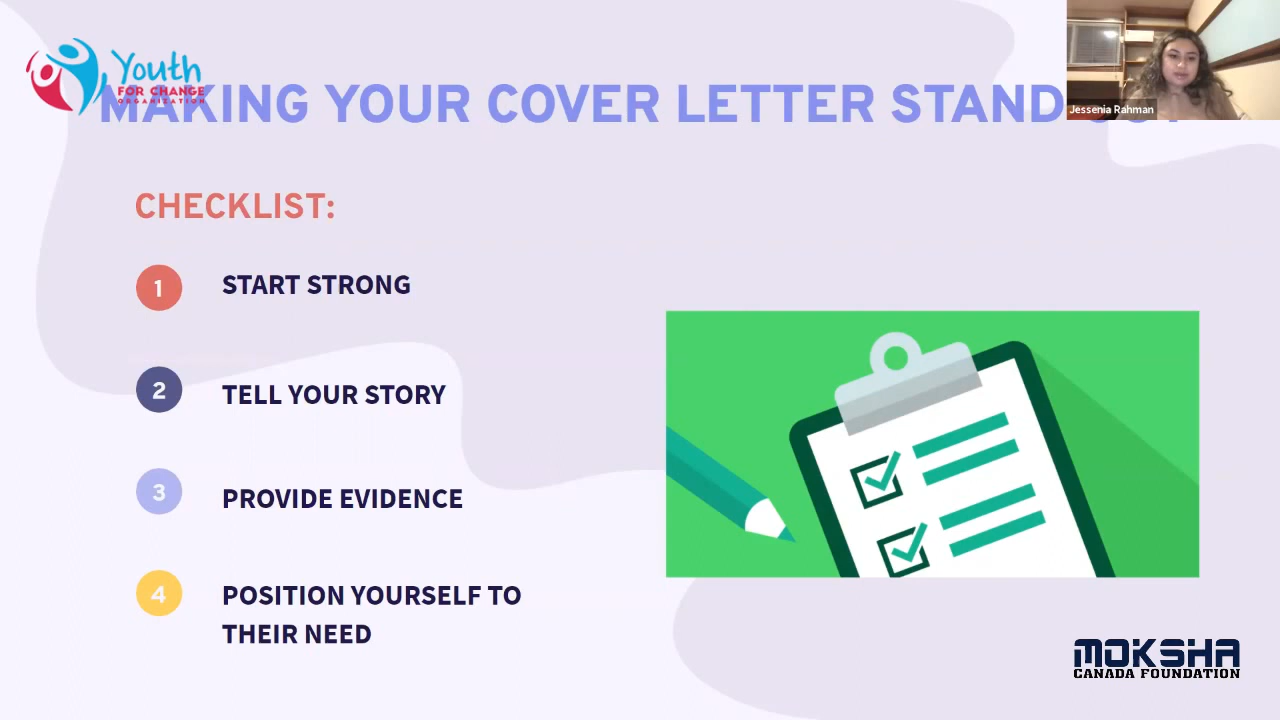 Youth
FOR CHANGE
ORGANIZATION
MAKING YOUR COVER LETTER STAND
Jessenia Rahman
CHECKLIST:
1 START STRONG
2 TELL YOUR STORY
3 PROVIDE EVIDENCE
4 POSITION YOURSELF TO
THEIR NEED
MOKSHA
CANADA FOUNDATION